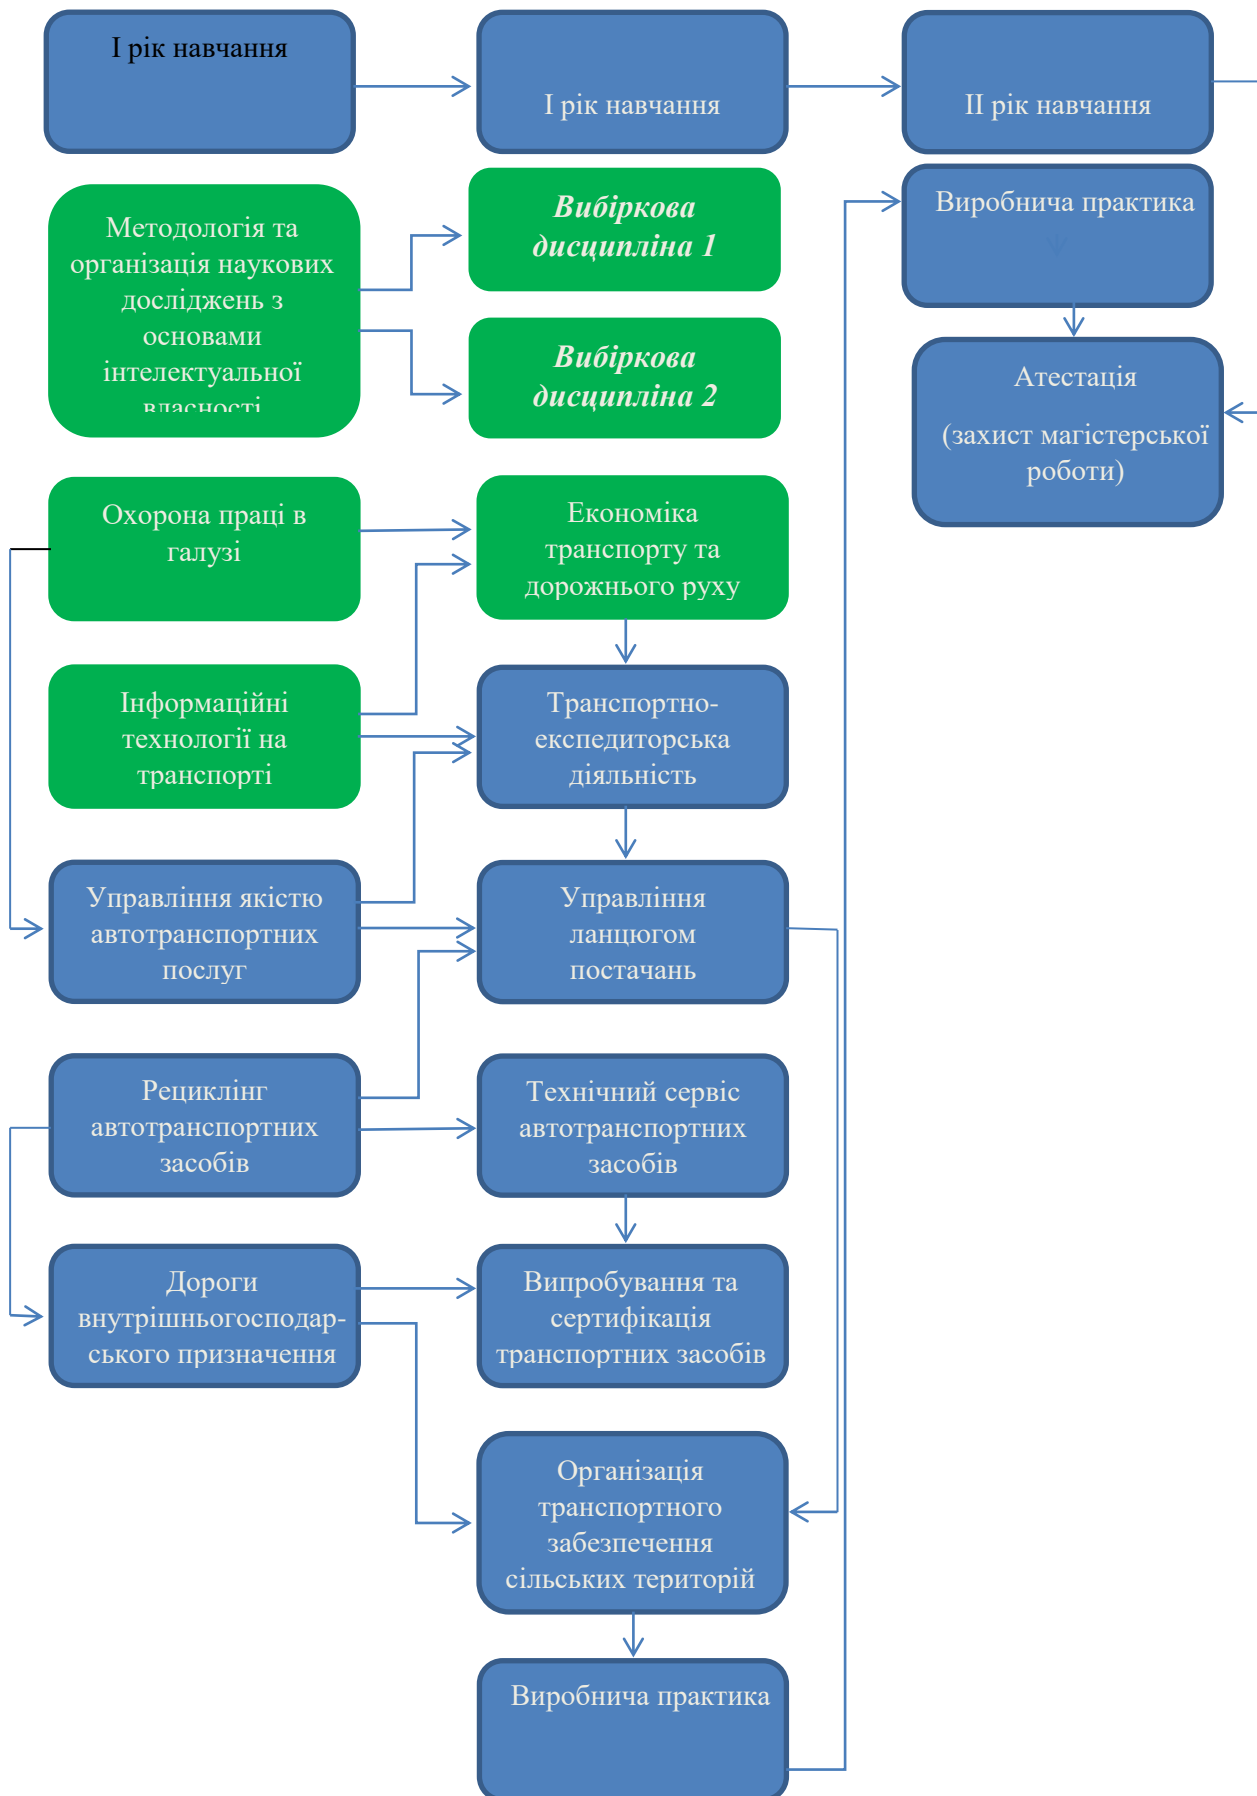 І рік навчання
І рік навчання
ІІ рік навчання
Методологія та
організація наукових
досліджень з
основами
інтелектуальної
власності
Вибіркова
дисципліна 1
Вибіркова
дисципліна 2
Виробнича практика
Атестація
(захист магістерської
роботи)
Охорона праці в
галузі
Економіка
транспорту та
дорожнього руху
Інформаційні
технології на
транспорті
Транспортно-
експедиторська
діяльність
Управління якістю
автотранспортних
послуг
Управління
ланцюгом
постачань
Рециклінг
автотранспортних
засобів
Технічний сервіс
автотранспортних
засобів
Дороги
внутрішньогосподар-
ського призначення
Випробування та
сертифікація
транспортних засобів
Організація
транспортного
забезпечення
сільських територій
Виробнича практика